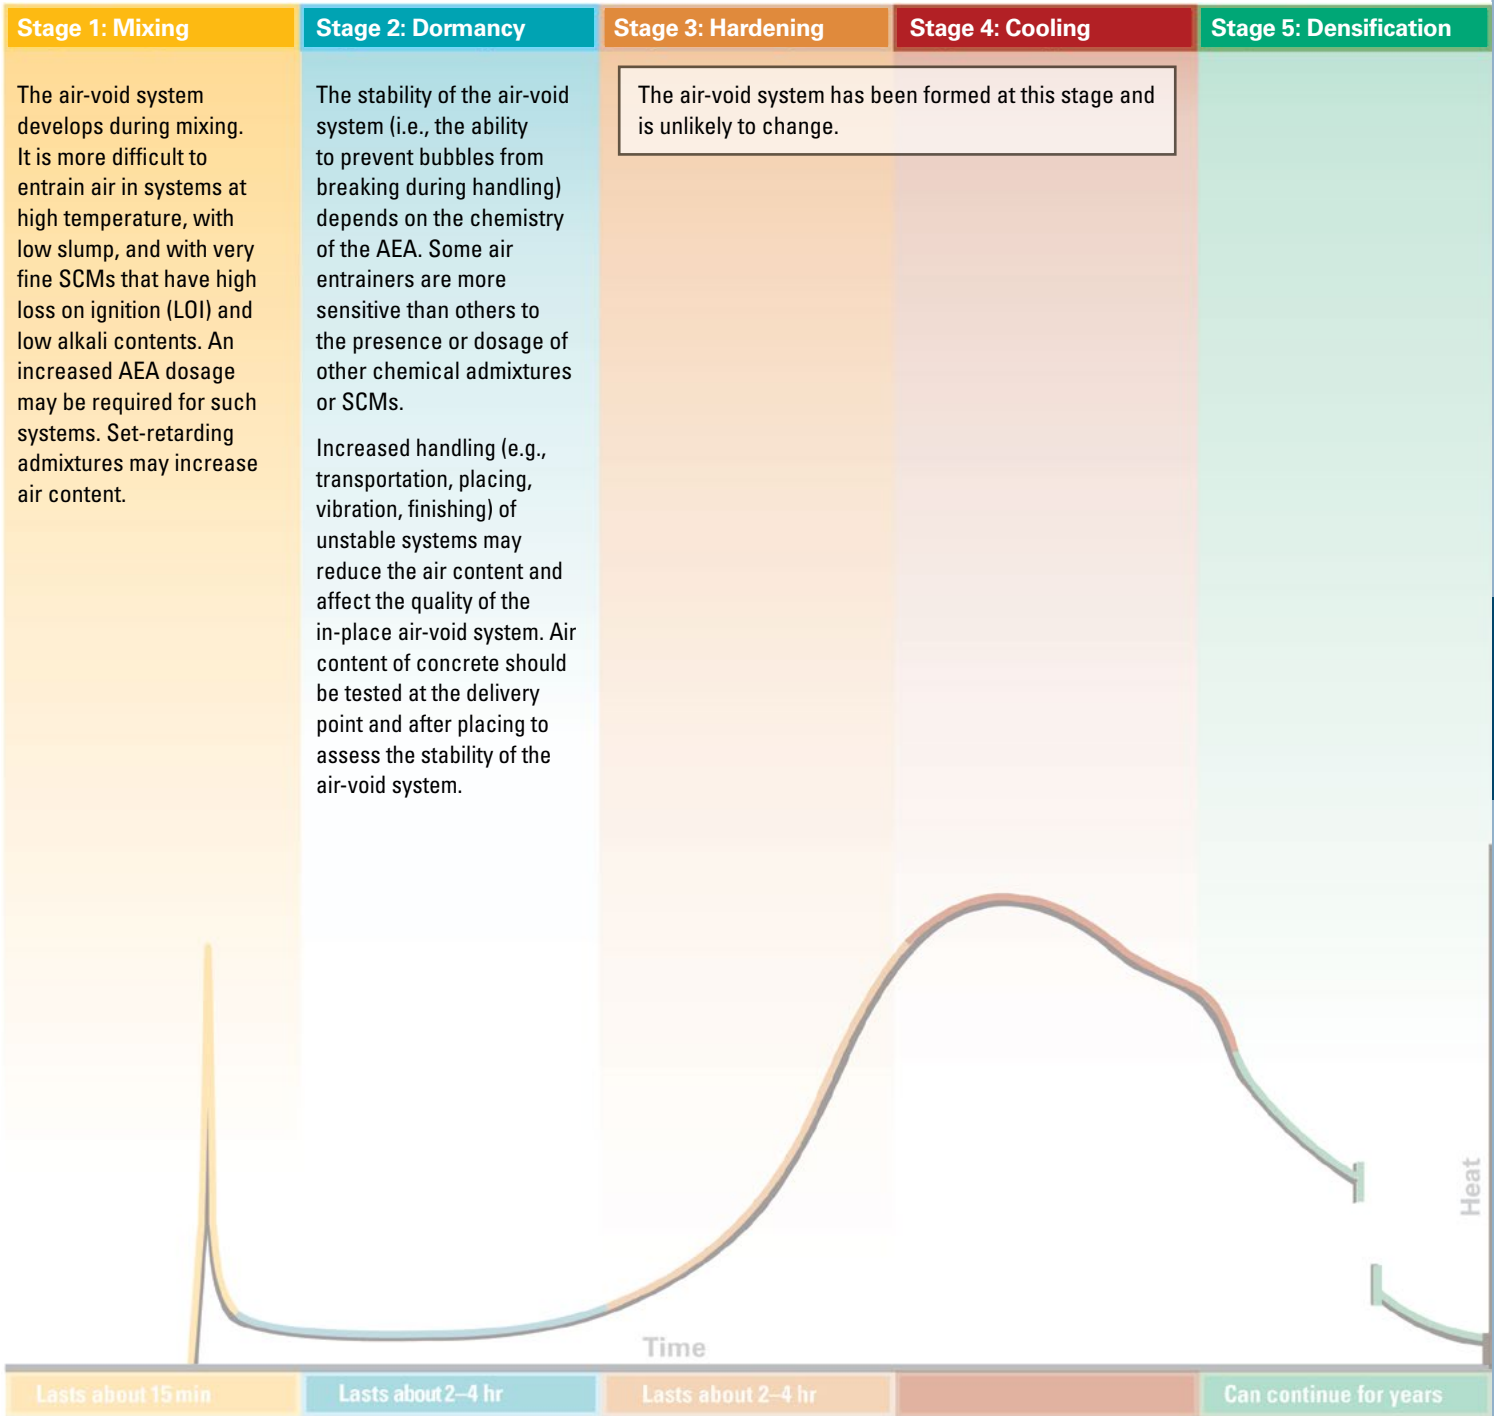 Stage 1: Mixing
Stage 2: Dormancy
Stage 3: Hardening
Stage 4: Cooling
Stage 5: Densification
The air-void system
develops during mixing.
It is more difficult to
entrain air in systems at
high temperature, with
low slump, and with very
fine SCMs that have high
loss on ignition (LOI) and
low alkali contents. An
increased AEA dosage
may be required for such
systems. Set-retarding
admixtures may increase
air content.
The stability of the air-void
system (i.e., the ability
to prevent bubbles from
breaking during handling)
depends on the chemistry
of the AEA. Some air
entrainers are more
sensitive than others to
the presence or dosage of
other chemical admixtures
or SCMs.
Increased handling (e.g.,
transportation, placing,
vibration, finishing) of
unstable systems may
reduce the air content and
affect the quality of the
in-place air-void system. Air
content of concrete should
be tested at the delivery
point and after placing to
assess the stability of the
air-void system.
The air-void system has been formed at this stage and
is unlikely to change.
Heat
Time
Lasts about 15 min
Lasts about 2–4 hr
Lasts about 2–4 hr
Can continue for years